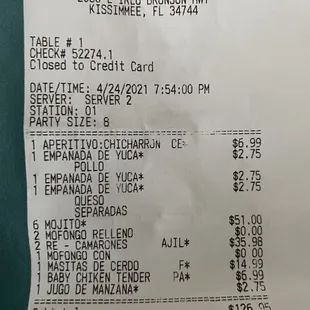 KISSIMMEE, FL 34744
TABLE # 1
CHECK# 52274.1
Closed to Credit Card
DATE/TIME: 4/24/2021 7:54:00 PM
SERVER: SERVER 2
STATION: 01
PARTY SIZE: 8
1 APERITIVO:CHICHARRON CE* $6.99
1 EMPANADA DE YUCA* $2.75
POLLO
1 EMPANADA DE YUCA* $2.75
1 EMPANADA DE YUCA* $2.75
QUESO
SEPARADAS
6 MOJITO* $51.00
2 MOFONGO RELLENO $0.00
2 RE - CAMARONES AJIL* $35.98
1 MOFONGO CON $0.00
1 MASITAS DE CERDO F* $14.99
1 BABY CHIKEN TENDER PA* $6.99
1 JUGO DE MANZANA* $2.75
$126.95